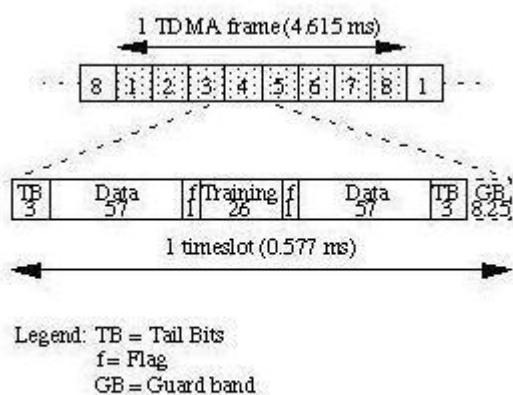 1 TDMA frame (4.615 ms)
8 1 2 3 4 5 6 7 8 1
TB Data f Training f Data TB GB
3 57 1 26 1 57 3 8.25
1 timeslot (0.577 ms)
Legend: TB = Tail Bits
f = Flag
GB = Guard band